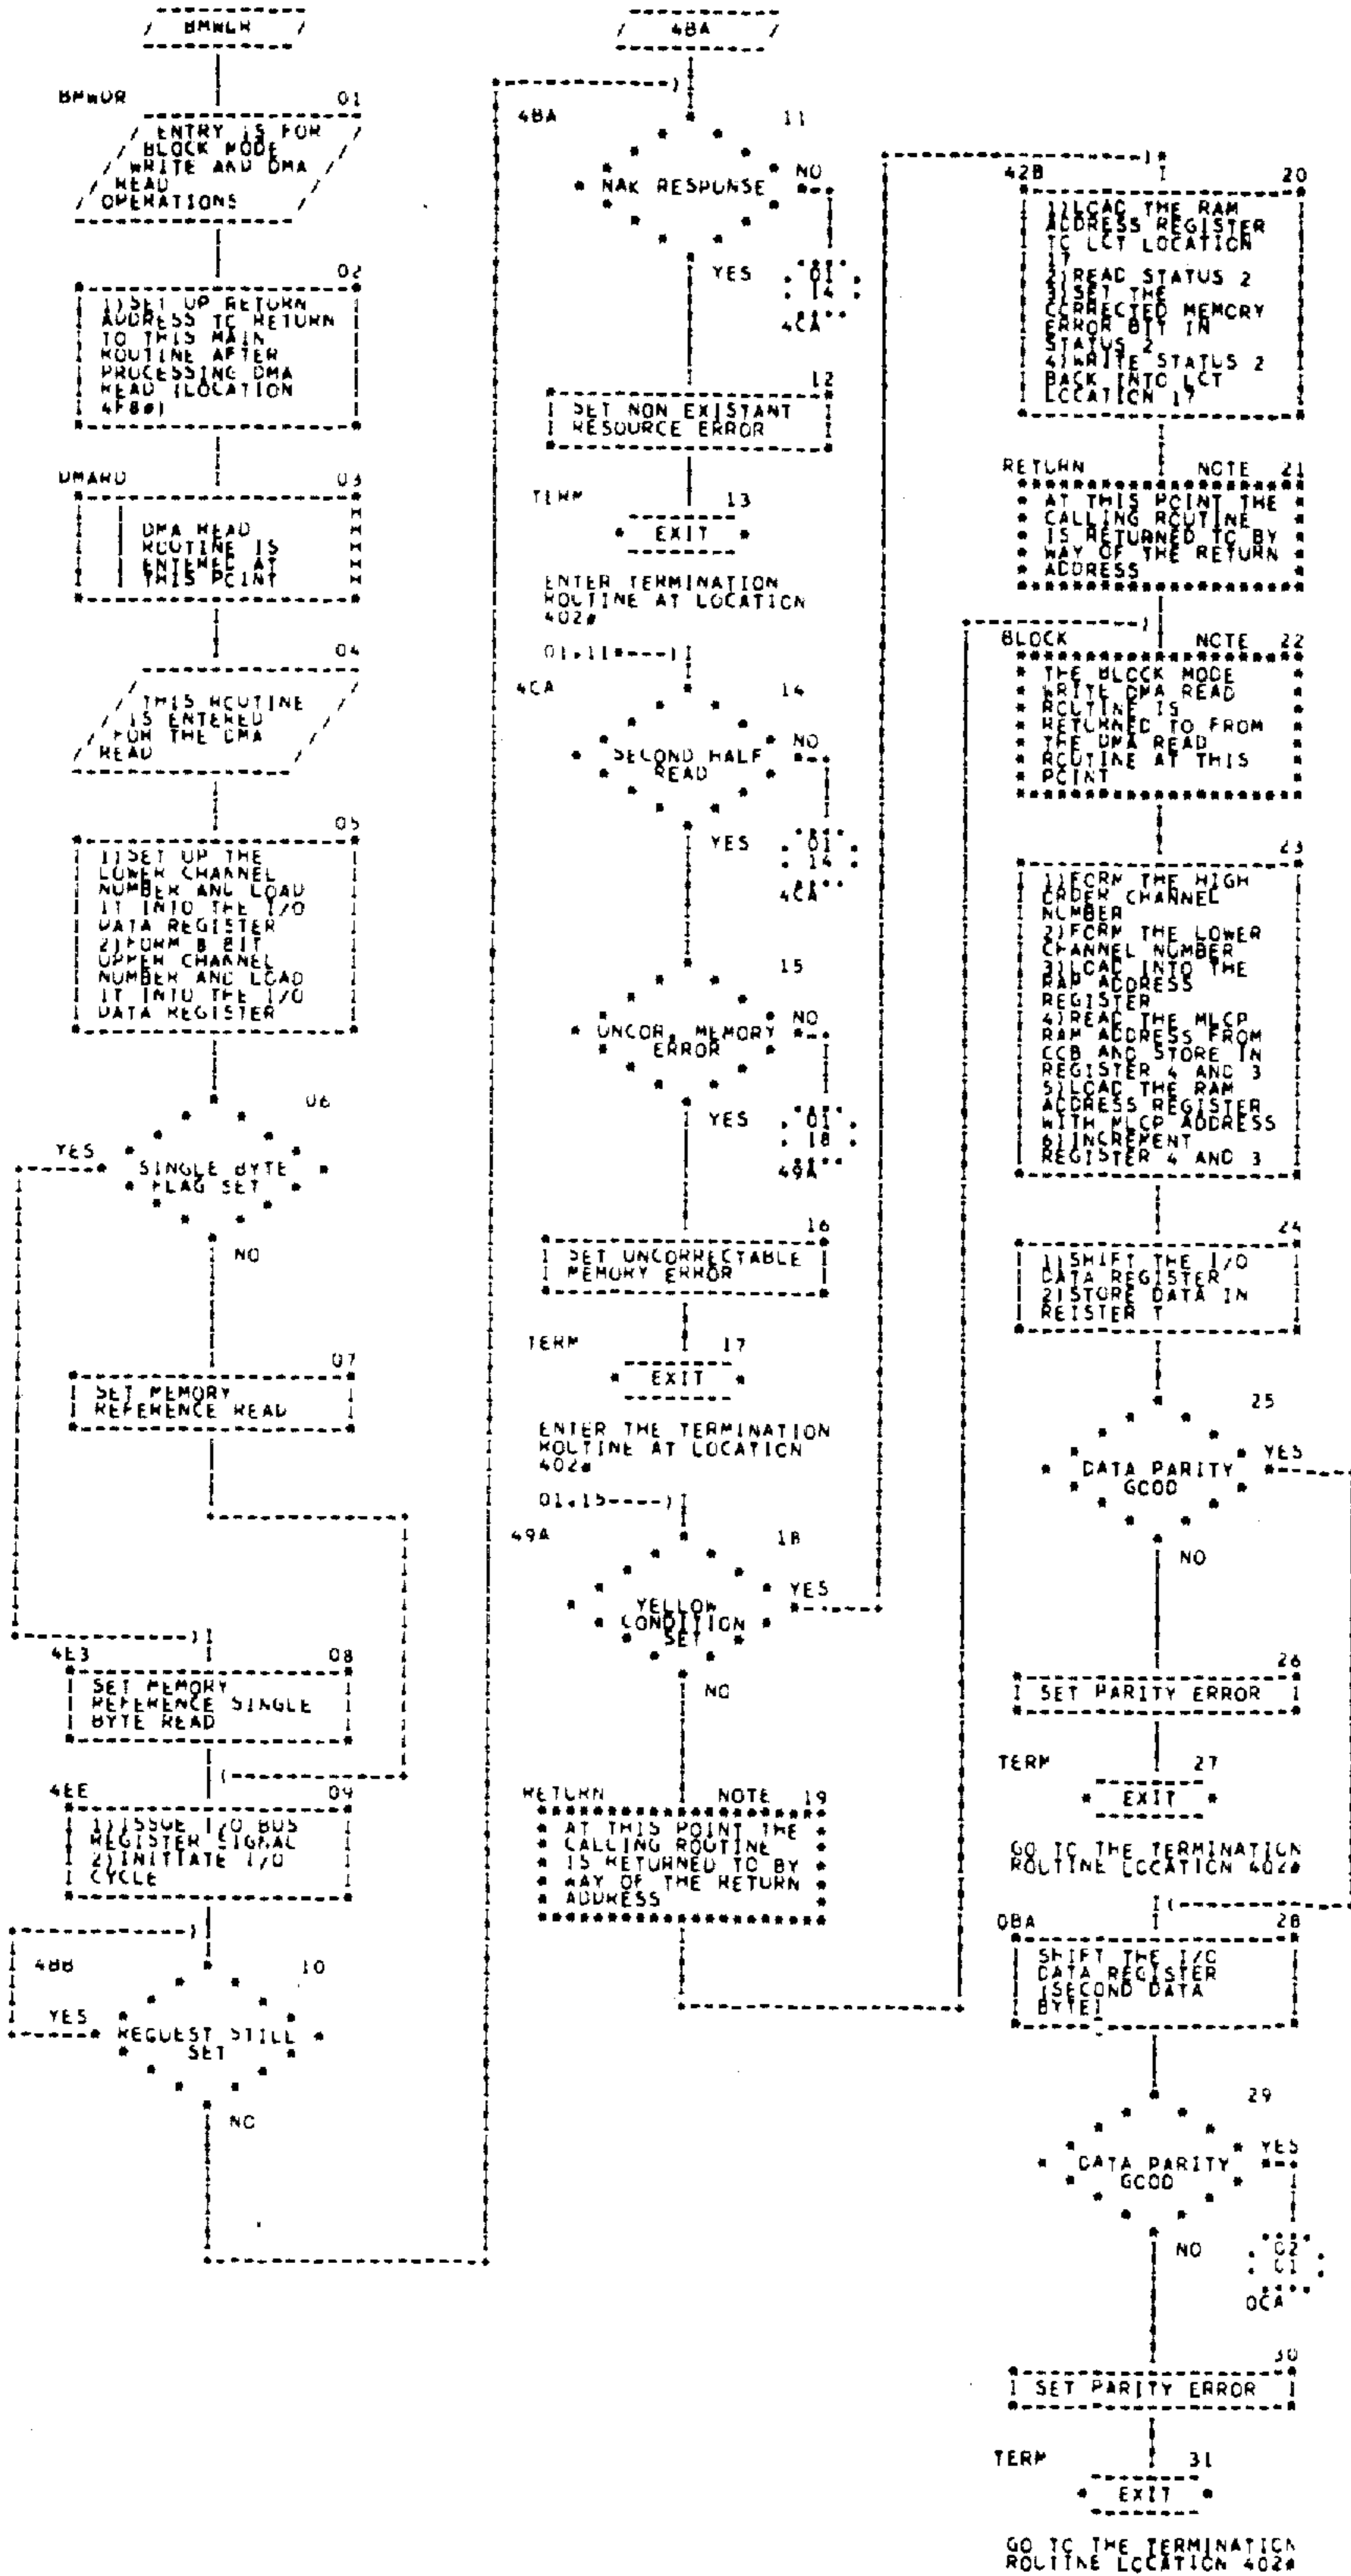 BMWDR
BMWDR 01
ENTRY IS FOR
BLOCK MODE
WRITE AND DMA
READ
OPERATIONS
02
1)SET UP RETURN
ADDRESS TO RETURN
TO THIS MAIN
ROUTINE AFTER
PROCESSING DMA
READ (LOCATION
4F8#)
DMARD 03
DMA READ
ROUTINE IS
ENTERED AT
THIS POINT
04
THIS ROUTINE
IS ENTERED
FOR THE DMA
READ
05
1)SET UP THE
LOWER CHANNEL
NUMBER AND LOAD
IT INTO THE I/O
DATA REGISTER
2)FORM 8 BIT
UPPER CHANNEL
NUMBER AND LOAD
IT INTO THE I/O
DATA REGISTER
06
YES
SINGLE BYTE
FLAG SET
NO
07
SET MEMORY
REFERENCE READ
4E3 08
SET MEMORY
REFERENCE SINGLE
BYTE READ
4EE 09
1)ISSUE I/O BUS
REGISTER SIGNAL
2)INITIATE I/O
CYCLE
4BB 10
YES
REQUEST STILL
SET
NO
4BA
4BA 11
NAK RESPONSE
NO
YES
01
14
4CA
12
SET NON EXISTANT
RESOURCE ERROR
TERM 13
EXIT
ENTER TERMINATION
ROUTINE AT LOCATION
402#
01.11
4CA 14
SECOND HALF
READ
NO
YES
01
14
4CA
15
UNCOR. MEMORY
ERROR
NO
YES
01
18
49A
16
SET UNCORRECTABLE
MEMORY ERROR
TERM 17
EXIT
ENTER THE TERMINATION
ROUTINE AT LOCATION
402#
01.15
49A 18
YELLOW
CONDITION
SET
YES
NO
RETURN NOTE 19
AT THIS POINT THE
CALLING ROUTINE
IS RETURNED TO BY
WAY OF THE RETURN
ADDRESS
42B 20
1)LOAD THE RAM
ADDRESS REGISTER
TO LCT LOCATION
17
2)READ STATUS 2
3)SET THE
CORRECTED MEMORY
ERROR BIT IN
STATUS 2
4)WRITE STATUS 2
BACK INTO LCT
LOCATION 17
RETURN NOTE 21
AT THIS POINT THE
CALLING ROUTINE
IS RETURNED TO BY
WAY OF THE RETURN
ADDRESS
BLOCK NOTE 22
THE BLOCK MODE
WRITE DMA READ
ROUTINE IS
RETURNED TO FROM
THE DMA READ
ROUTINE AT THIS
POINT
23
1)FORM THE HIGH
ORDER CHANNEL
NUMBER
2)FORM THE LOWER
CHANNEL NUMBER
3)LOAD INTO THE
RAM ADDRESS
REGISTER
4)READ THE MLCP
RAM ADDRESS FROM
CCB AND STORE IN
REGISTER 4 AND 3
5)LOAD THE RAM
ADDRESS REGISTER
WITH MLCP ADDRESS
6)INCREMENT
REGISTER 4 AND 3
24
1)SHIFT THE I/O
DATA REGISTER
2)STORE DATA IN
REISTER T
25
DATA PARITY
GOOD
YES
NO
26
SET PARITY ERROR
TERM 27
EXIT
GO TO THE TERMINATION
ROUTINE LOCATION 402#
0BA 28
SHIFT THE I/O
DATA REGISTER
(SECOND DATA
BYTE)
29
DATA PARITY
GOOD
YES
NO
02
01
0CA
30
SET PARITY ERROR
TERM 31
EXIT
GO TO THE TERMINATION
ROUTINE LOCATION 402#